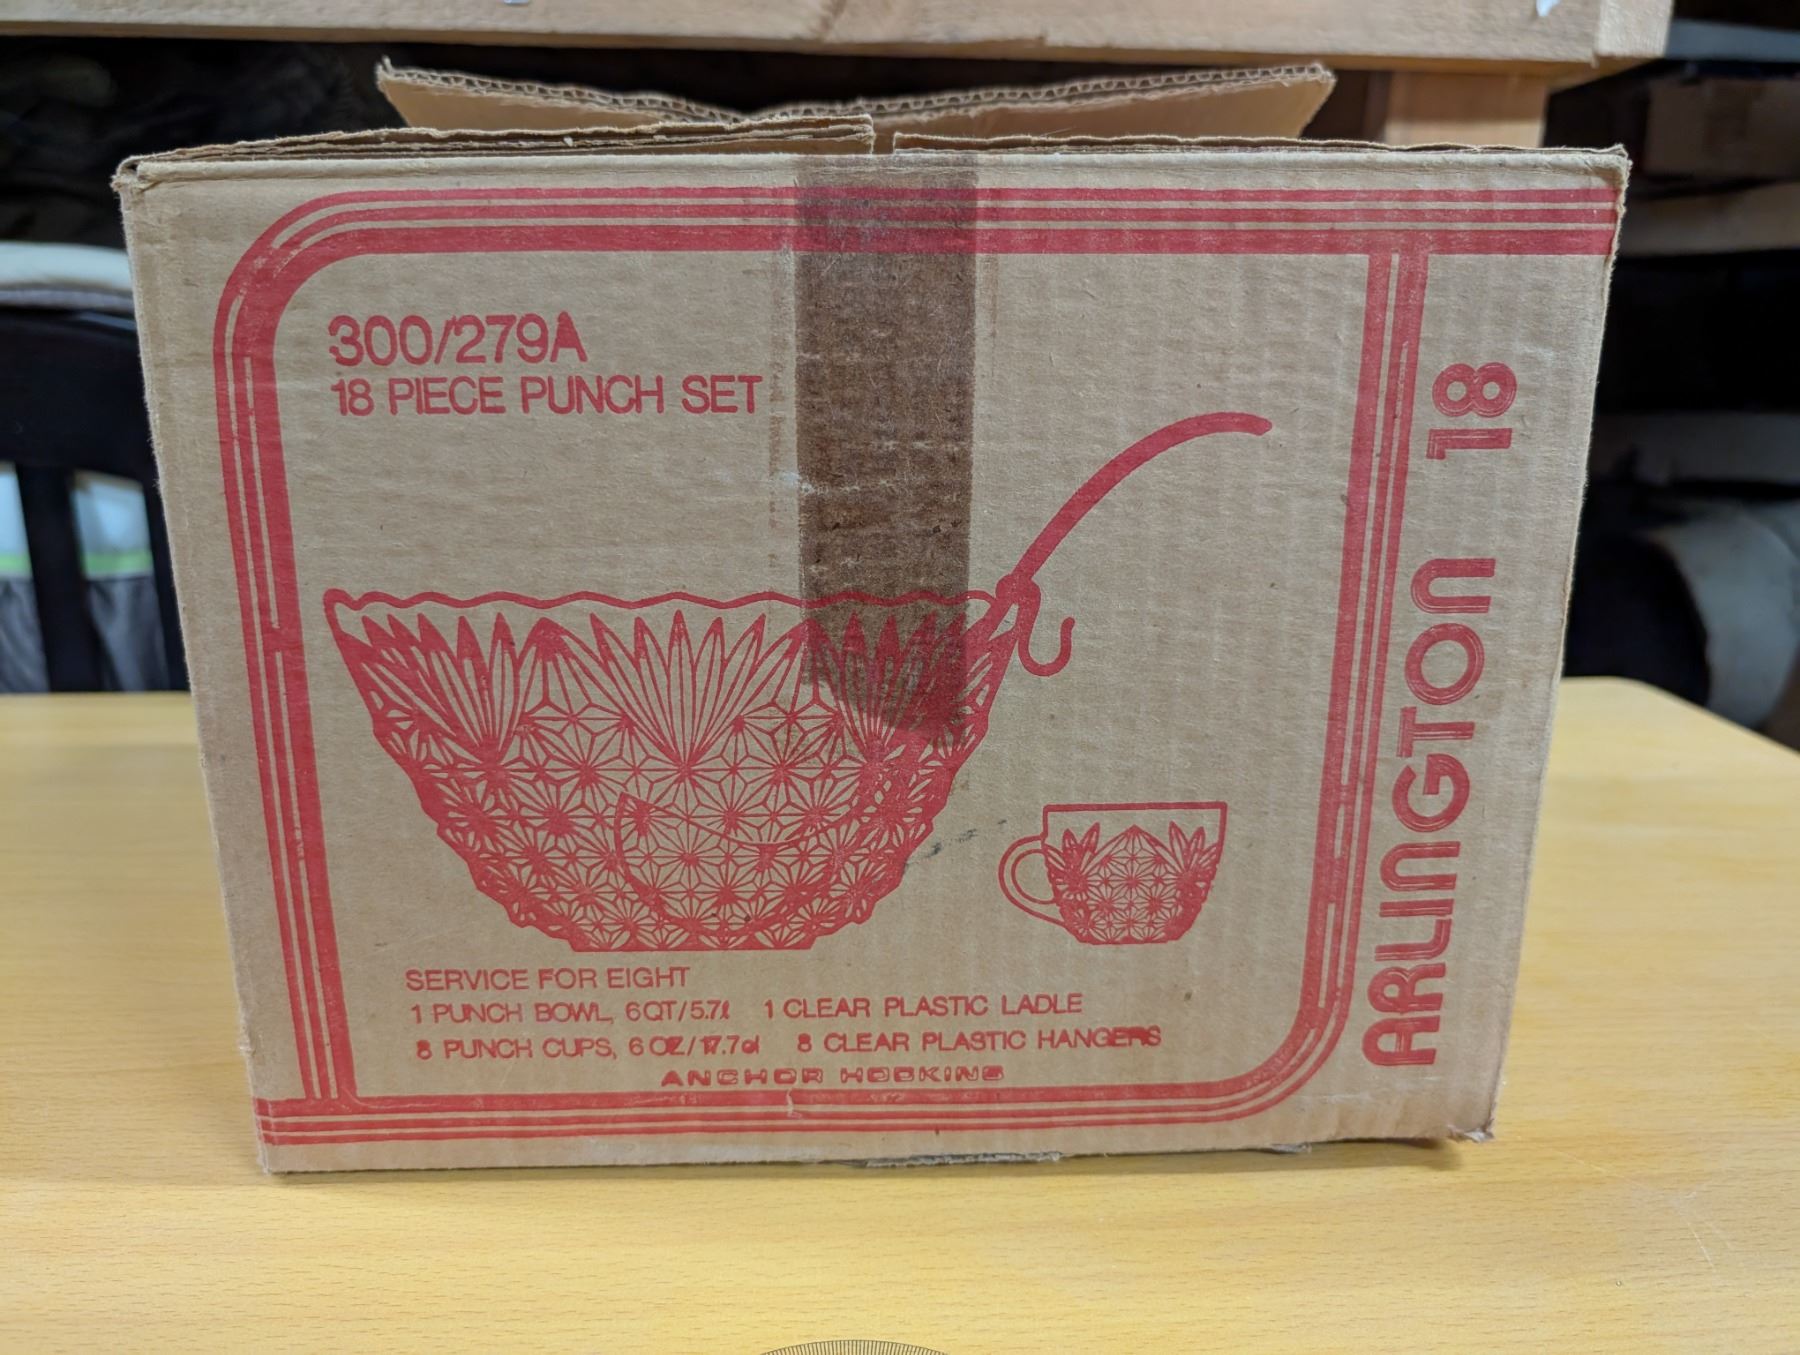 300/279A
18 PIECE PUNCH SET
SERVICE FOR EIGHT
1 PUNCH BOWL, 6QT/5.7ℓ 1 CLEAR PLASTIC LADLE
8 PUNCH CUPS, 6 OZ/17.7cl 8 CLEAR PLASTIC HANGERS
ANCHOR HOCKING
ARLINGTON 18